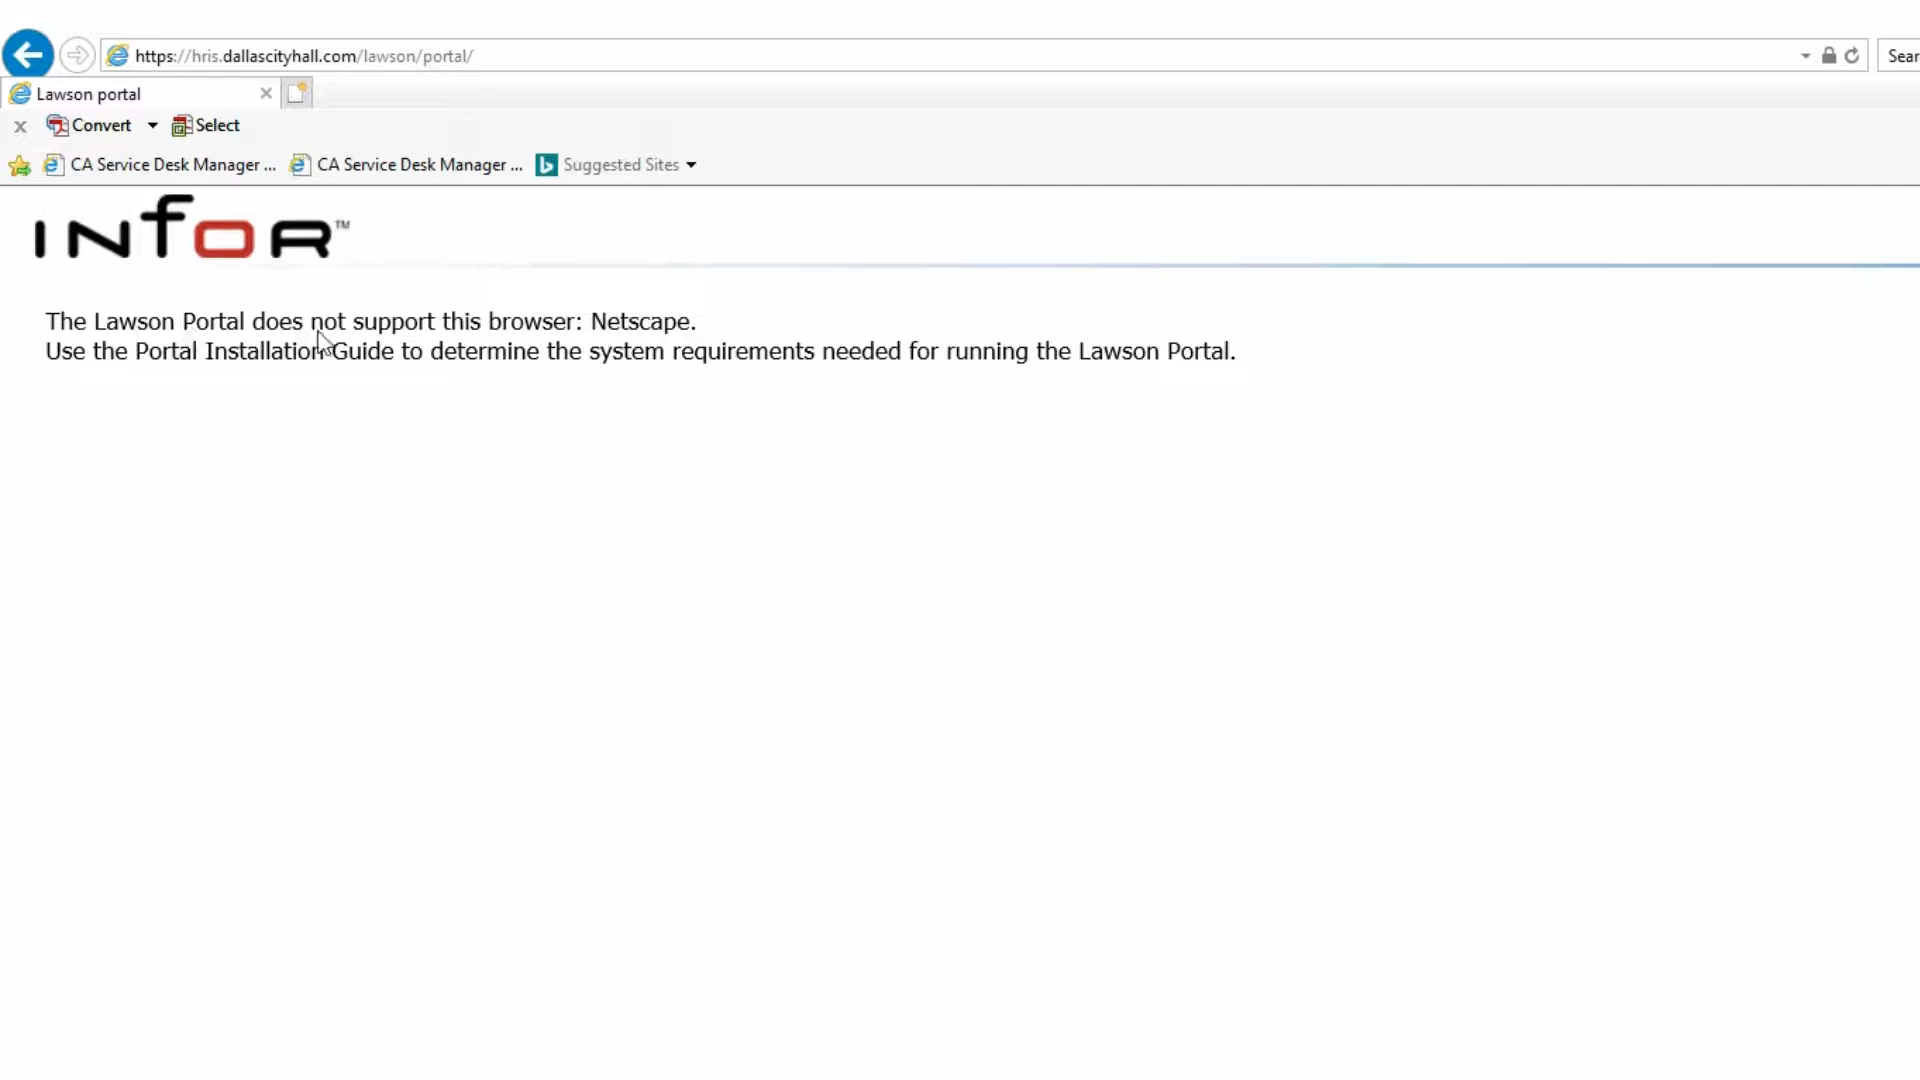 https://hris.dallascityhall.com/lawson/portal/
Sear
Lawson portal
x Convert Select
CA Service Desk Manager ... CA Service Desk Manager ... Suggested Sites
infor™
The Lawson Portal does not support this browser: Netscape.
Use the Portal Installation Guide to determine the system requirements needed for running the Lawson Portal.